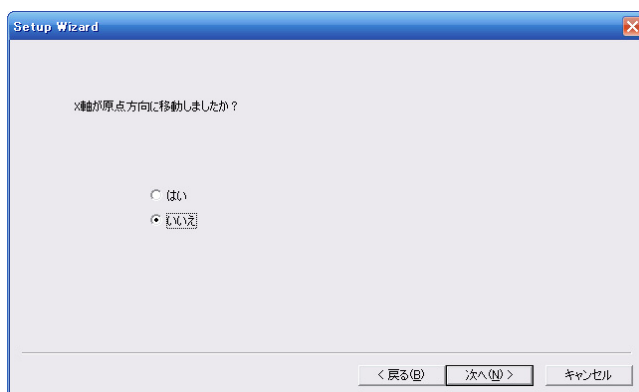 Setup Wizard
X軸が原点方向に移動しましたか？
はい
いいえ
< 戻る(B)
次へ(N) >
キャンセル